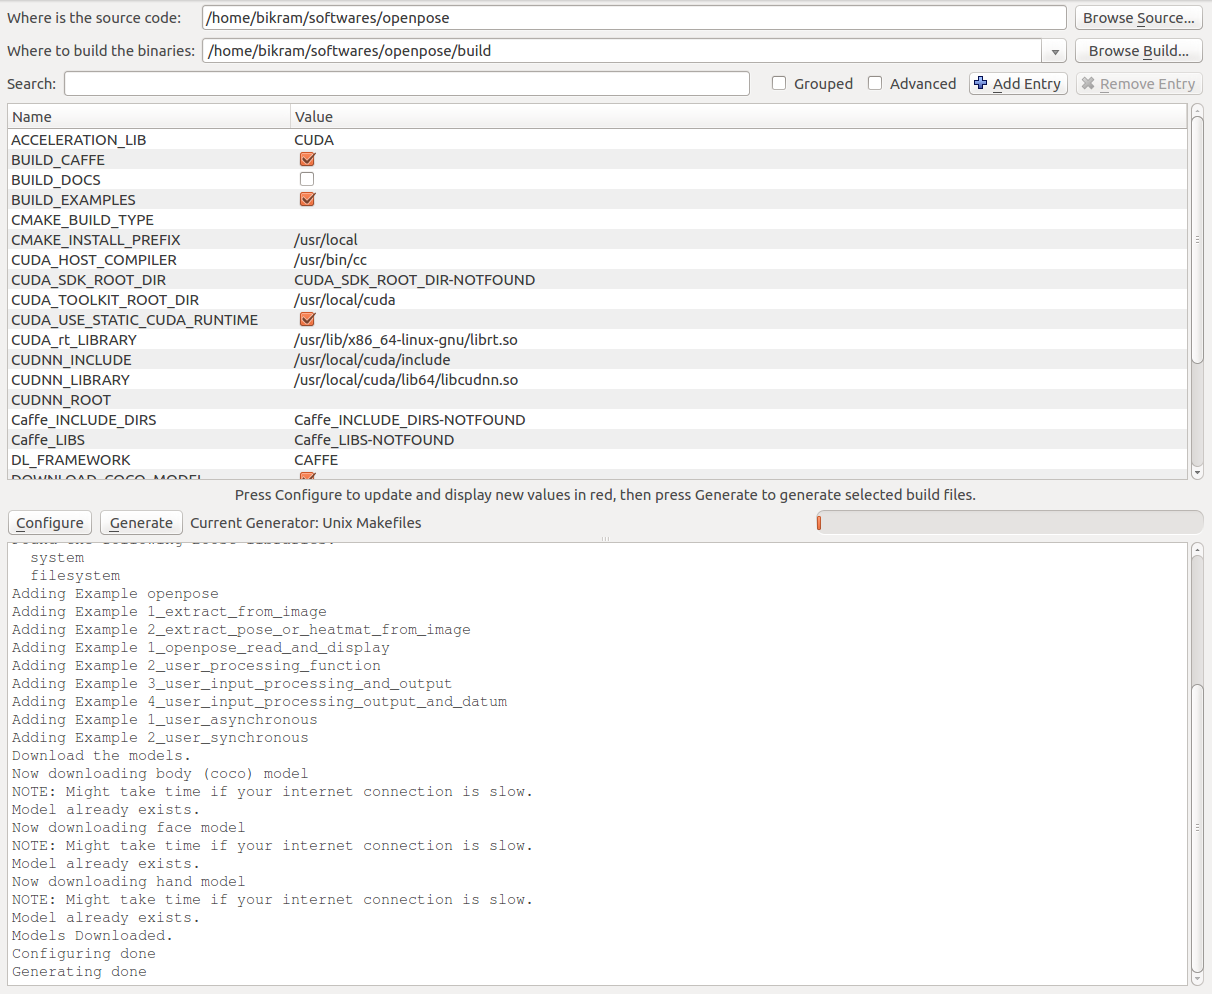 Where is the source code: /home/bikram/softwares/openpose Browse Source...
Where to build the binaries: /home/bikram/softwares/openpose/build Browse Build...
Search: Grouped Advanced Add Entry Remove Entry
Name Value
ACCELERATION_LIB CUDA
BUILD_CAFFE
BUILD_DOCS
BUILD_EXAMPLES
CMAKE_BUILD_TYPE
CMAKE_INSTALL_PREFIX /usr/local
CUDA_HOST_COMPILER /usr/bin/cc
CUDA_SDK_ROOT_DIR CUDA_SDK_ROOT_DIR-NOTFOUND
CUDA_TOOLKIT_ROOT_DIR /usr/local/cuda
CUDA_USE_STATIC_CUDA_RUNTIME
CUDA_rt_LIBRARY /usr/lib/x86_64-linux-gnu/librt.so
CUDNN_INCLUDE /usr/local/cuda/include
CUDNN_LIBRARY /usr/local/cuda/lib64/libcudnn.so
CUDNN_ROOT
Caffe_INCLUDE_DIRS Caffe_INCLUDE_DIRS-NOTFOUND
Caffe_LIBS Caffe_LIBS-NOTFOUND
DL_FRAMEWORK CAFFE
DOWNLOAD_COCO_MODEL
Press Configure to update and display new values in red, then press Generate to generate selected build files.
Configure Generate Current Generator: Unix Makefiles
Found the following Boost libraries:
system
filesystem
Adding Example openpose
Adding Example 1_extract_from_image
Adding Example 2_extract_pose_or_heatmat_from_image
Adding Example 1_openpose_read_and_display
Adding Example 2_user_processing_function
Adding Example 3_user_input_processing_and_output
Adding Example 4_user_input_processing_output_and_datum
Adding Example 1_user_asynchronous
Adding Example 2_user_synchronous
Download the models.
Now downloading body (coco) model
NOTE: Might take time if your internet connection is slow.
Model already exists.
Now downloading face model
NOTE: Might take time if your internet connection is slow.
Model already exists.
Now downloading hand model
NOTE: Might take time if your internet connection is slow.
Model already exists.
Models Downloaded.
Configuring done
Generating done